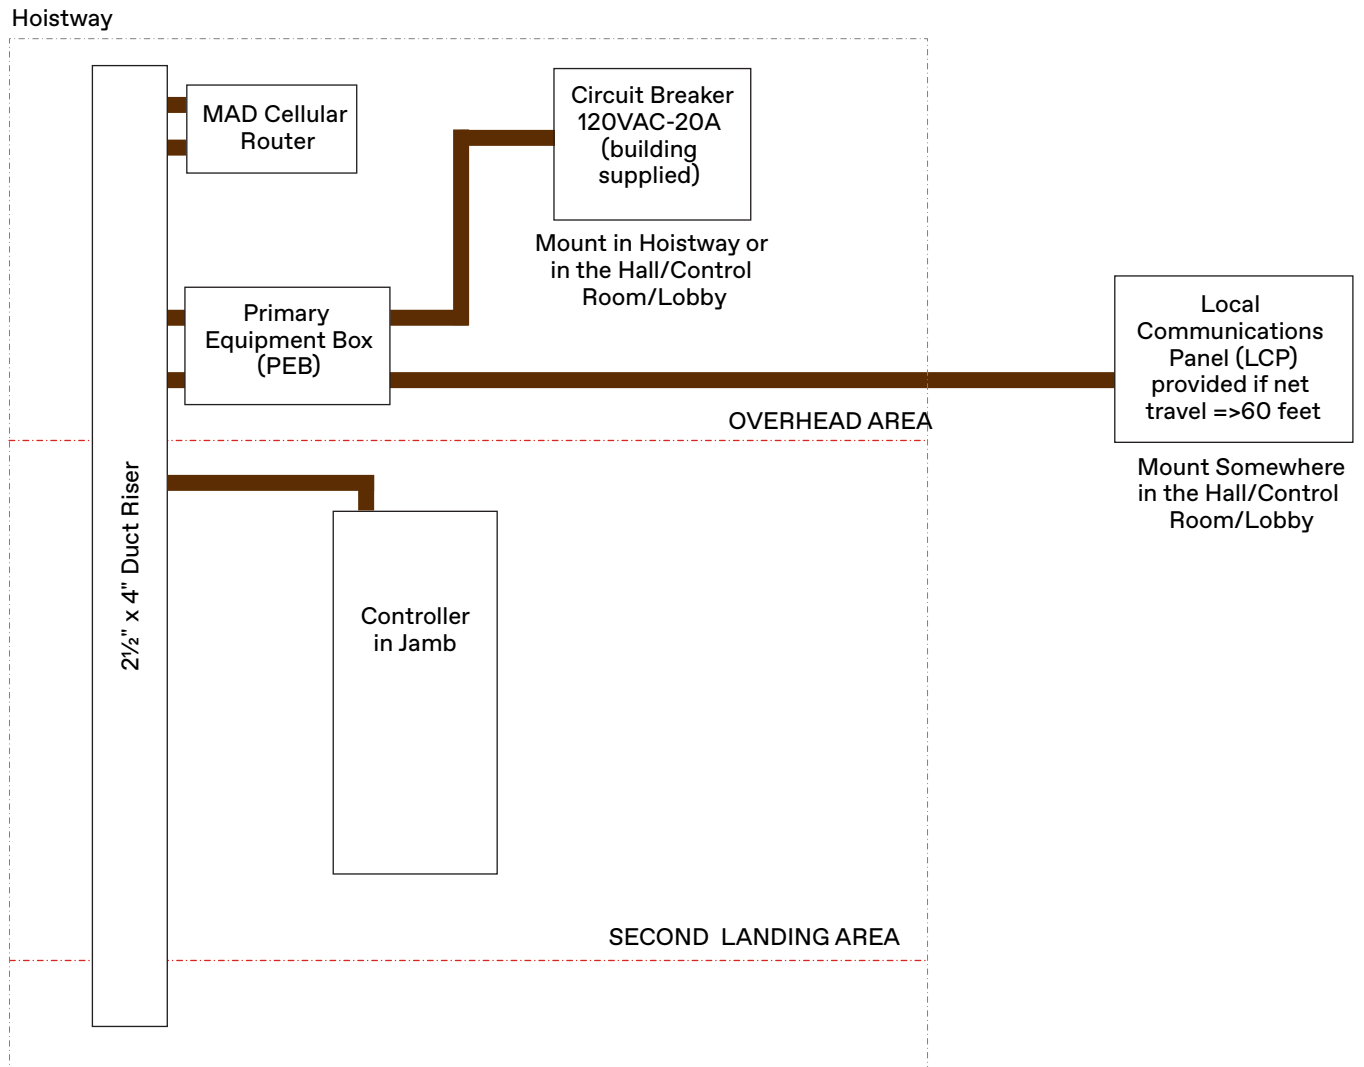 Hoistway
MAD Cellular
Router
Circuit Breaker
120VAC-20A
(building
supplied)
Mount in Hoistway or
in the Hall/Control
Room/Lobby
Primary
Equipment Box
(PEB)
Local
Communications
Panel (LCP)
provided if net
travel =>60 feet
Mount Somewhere
in the Hall/Control
Room/Lobby
OVERHEAD AREA
2½" x 4" Duct Riser
Controller
in Jamb
SECOND LANDING AREA